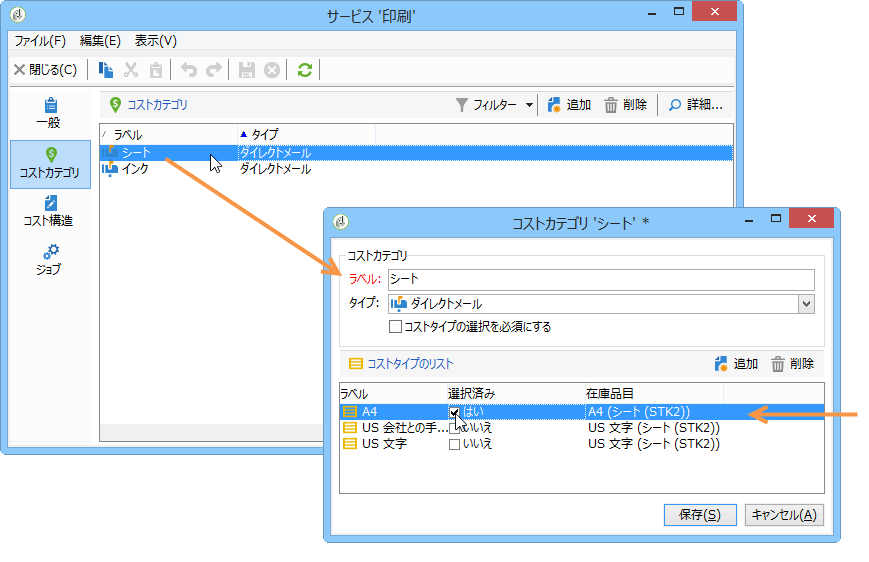 サービス '印刷'
ファイル(F) 編集(E) 表示(V)
閉じる(C)
一般
コストカテゴリ
コスト構造
ジョブ
コストカテゴリ フィルター 追加 削除 詳細...
ラベル タイプ
シート ダイレクトメール
インク ダイレクトメール
コストカテゴリ 'シート' *
コストカテゴリ
ラベル: シート
タイプ: ダイレクトメール
コストタイプの選択を必須にする
コストタイプのリスト 追加 削除
ラベル 選択済み 在庫品目
A4 はい A4 (シート (STK2))
US 会社との手... いいえ US 文字 (シート (STK2))
US 文字 いいえ US 文字 (シート (STK2))
保存(S) キャンセル(A)